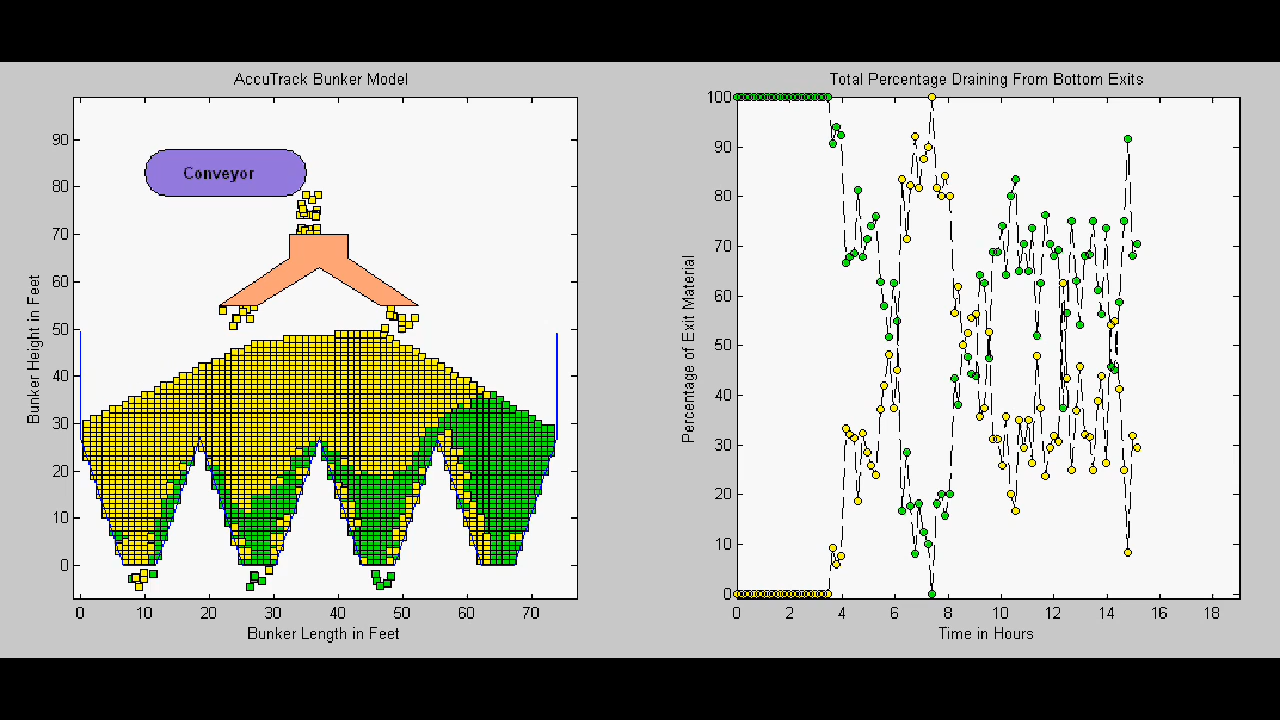 AccuTrack Bunker Model
90
80
70
60
50
40
30
20
10
0
Bunker Height in Feet
Conveyor
0 10 20 30 40 50 60 70
Bunker Length in Feet
Total Percentage Draining From Bottom Exits
100
90
80
70
60
50
40
30
20
10
0
Percentage of Exit Material
0 2 4 6 8 10 12 14 16 18
Time in Hours